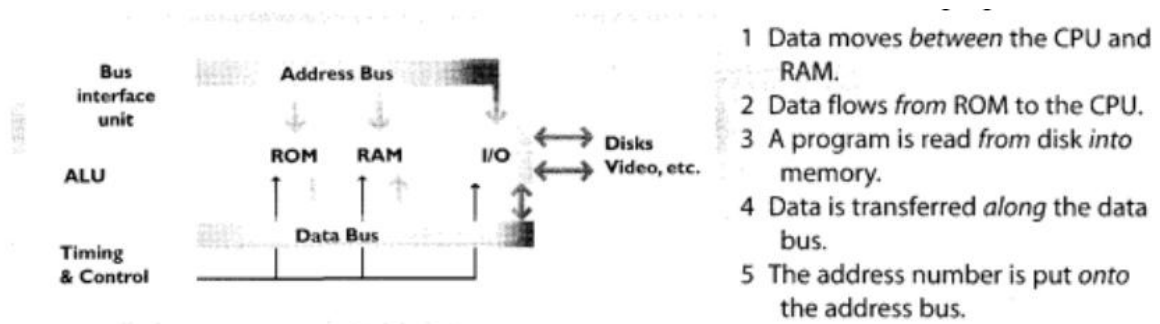 Bus
interface
unit
Address Bus
ROM RAM I/O
Disks
Video, etc.
ALU
Data Bus
Timing
& Control
1 Data moves between the CPU and
RAM.
2 Data flows from ROM to the CPU.
3 A program is read from disk into
memory.
4 Data is transferred along the data
bus.
5 The address number is put onto
the address bus.